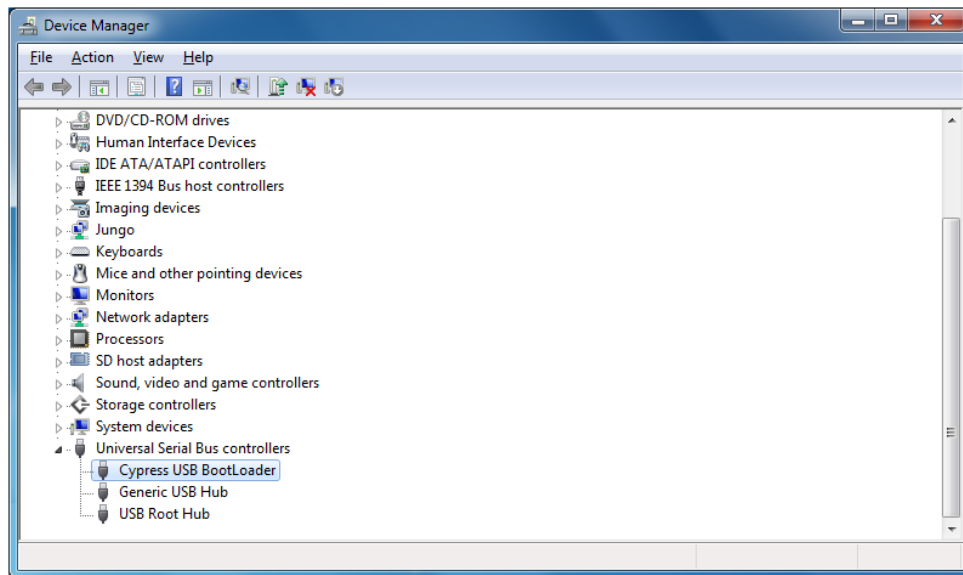 Device Manager
File Action View Help
DVD/CD-ROM drives
Human Interface Devices
IDE ATA/ATAPI controllers
IEEE 1394 Bus host controllers
Imaging devices
Jungo
Keyboards
Mice and other pointing devices
Monitors
Network adapters
Processors
SD host adapters
Sound, video and game controllers
Storage controllers
System devices
Universal Serial Bus controllers
Cypress USB BootLoader
Generic USB Hub
USB Root Hub